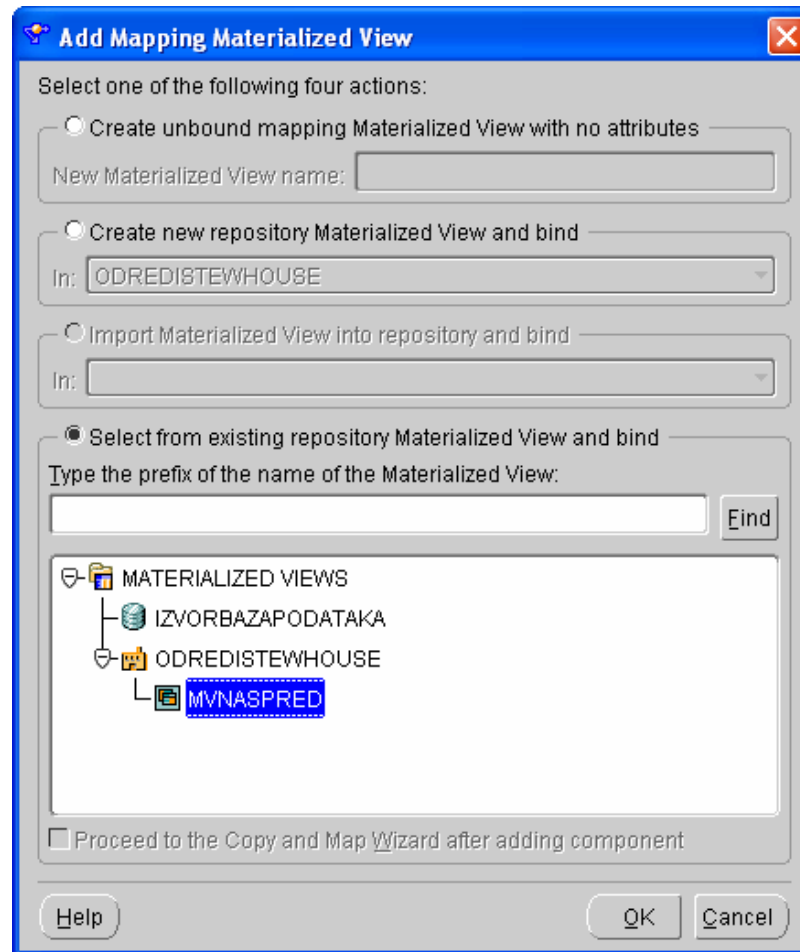 Add Mapping Materialized View
Select one of the following four actions:
Create unbound mapping Materialized View with no attributes
New Materialized View name:
Create new repository Materialized View and bind
In: ODREDISTEWHOUSE
Import Materialized View into repository and bind
In:
Select from existing repository Materialized View and bind
Type the prefix of the name of the Materialized View:
Find
MATERIALIZED VIEWS
IZVORBAZAPODATAKA
ODREDISTEWHOUSE
MVNASPRED
Proceed to the Copy and Map Wizard after adding component
Help OK Cancel